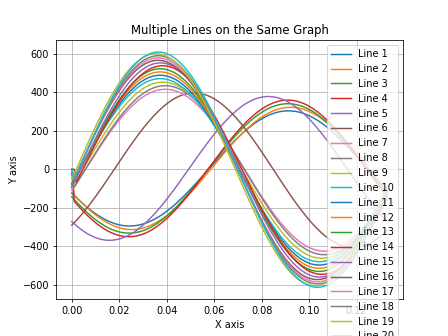 Multiple Lines on the Same Graph
Y axis
600
400
200
0
−200
−400
−600
0.00
0.02
0.04
0.06
0.08
0.10
X axis
Line 1
Line 2
Line 3
Line 4
Line 5
Line 6
Line 7
Line 8
Line 9
Line 10
Line 11
Line 12
Line 13
Line 14
Line 15
Line 16
Line 17
Line 18
Line 19
Line 20